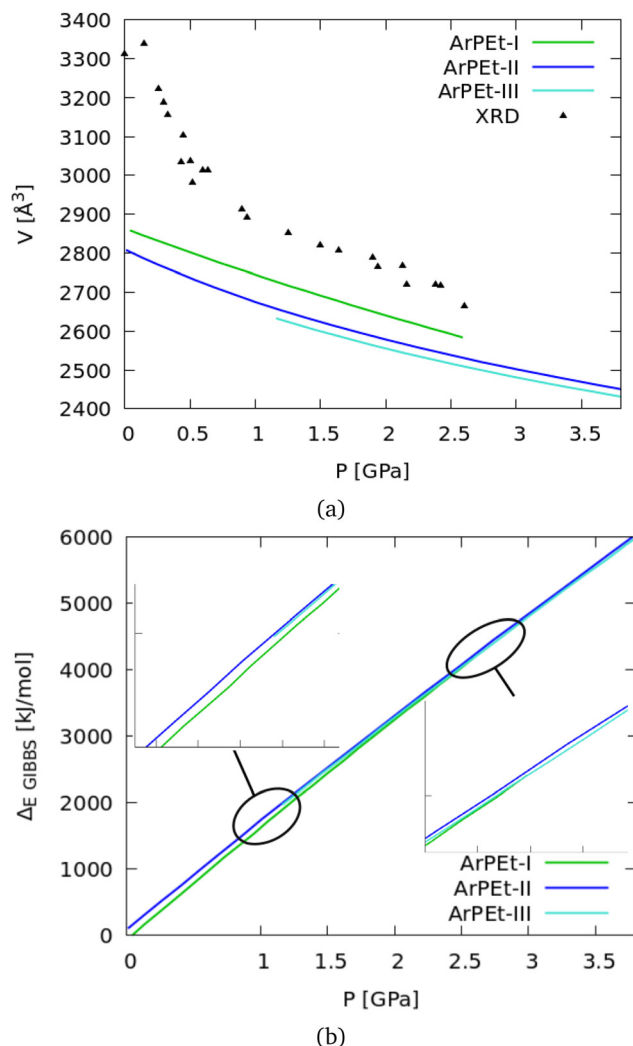 3400
3300
3200
3100
3000
2900
2800
2700
2600
2500
2400
V [Å³]
ArPEt-I
ArPEt-II
ArPEt-III
XRD
0 0.5 1 1.5 2 2.5 3 3.5
P [GPa]
(a)
6000
5000
4000
3000
2000
1000
0
Δ_E GIBBS [kJ/mol]
ArPEt-I
ArPEt-II
ArPEt-III
1 1.5 2 2.5 3 3.5
P [GPa]
(b)